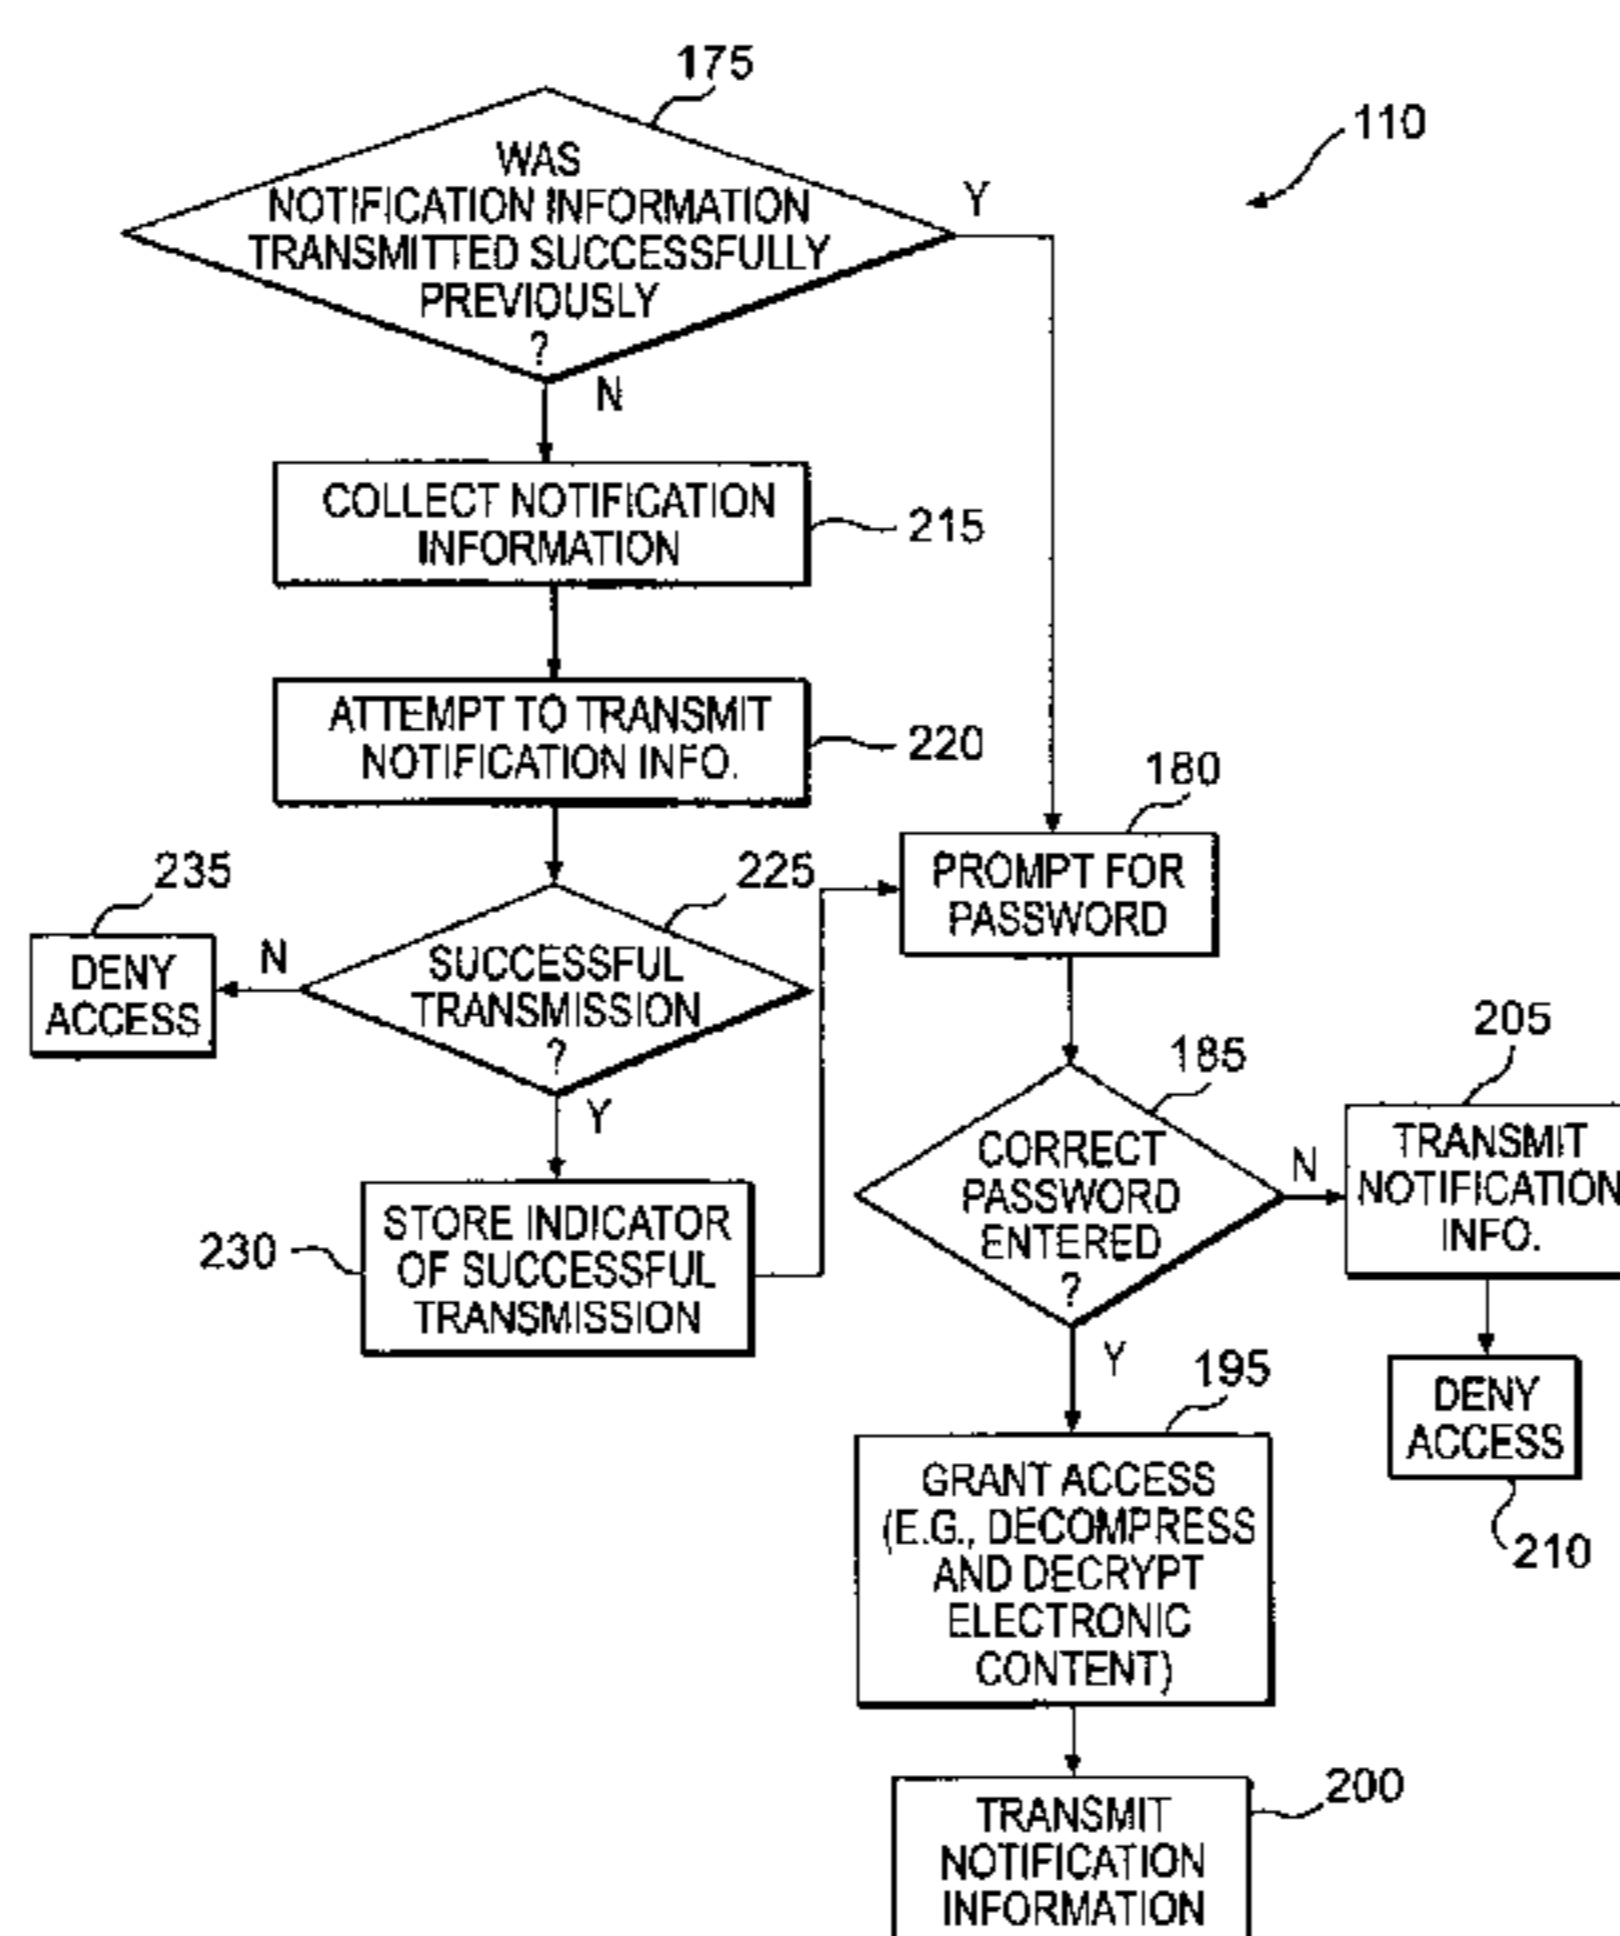 175
110
WAS
NOTIFICATION INFORMATION
TRANSMITTED SUCCESSFULLY
PREVIOUSLY
?
Y
N
COLLECT NOTIFICATION
INFORMATION
215
ATTEMPT TO TRANSMIT
NOTIFICATION INFO.
220
180
PROMPT FOR
PASSWORD
235
DENY
ACCESS
N
225
SUCCESSFUL
TRANSMISSION
?
Y
230
STORE INDICATOR
OF SUCCESSFUL
TRANSMISSION
185
CORRECT
PASSWORD
ENTERED
?
N
Y
205
TRANSMIT
NOTIFICATION
INFO.
DENY
ACCESS
210
195
GRANT ACCESS
(E.G., DECOMPRESS
AND DECRYPT
ELECTRONIC
CONTENT)
200
TRANSMIT
NOTIFICATION
INFORMATION